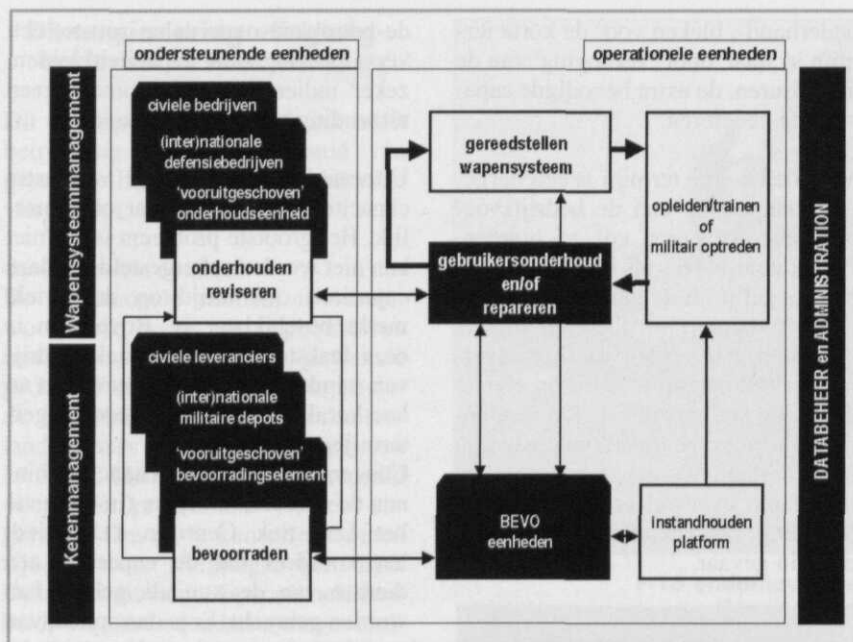 ondersteunende eenheden
operationele eenheden
Wapensysteemmanagement
civiele bedrijven
(inter)nationale
defensiebedrijven
'vooruitgeschoven'
onderhoudseenheid
onderhouden
reviseren
gereedstellen
wapensysteem
gebruikersonderhoud
en/of
repareren
opleiden/trainen
of
militair optreden
Ketenmanagement
civiele leveranciers
(inter)nationale
militaire depots
'vooruitgeschoven'
bevoorradingselement
bevoorraden
BEVO
eenheden
Instandhouden
platform
DATABEHEER en ADMINISTRATION